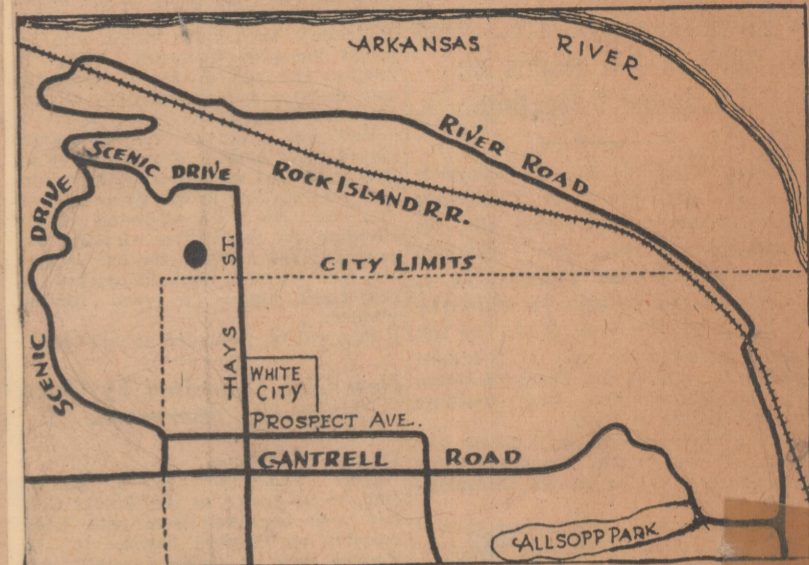 ARKANSAS RIVER
RIVER ROAD
SCENIC DRIVE
ROCK ISLAND R.R.
SCENIC DRIVE
CITY LIMITS
HAYS ST.
WHITE
CITY
PROSPECT AVE.
CANTRELL ROAD
ALLSOPP PARK